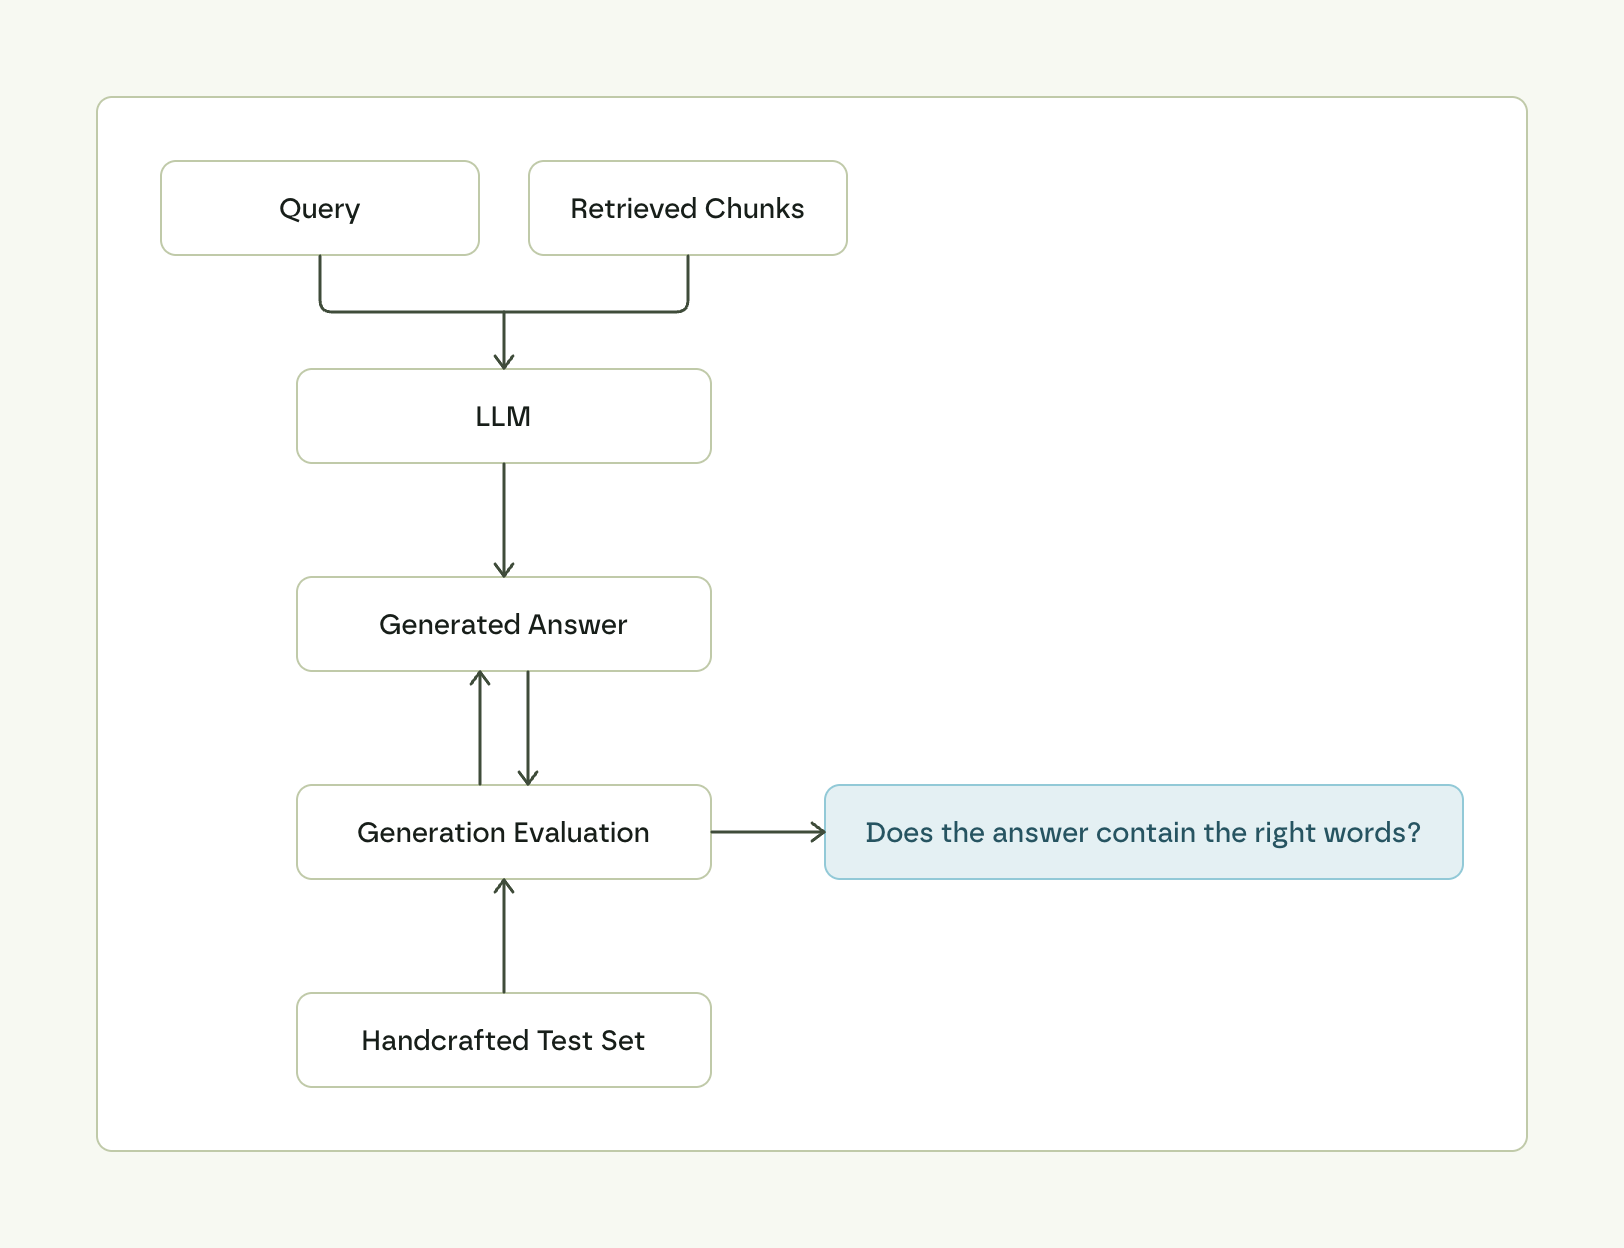 Query
Retrieved Chunks
LLM
Generated Answer
Generation Evaluation
Does the answer contain the right words?
Handcrafted Test Set